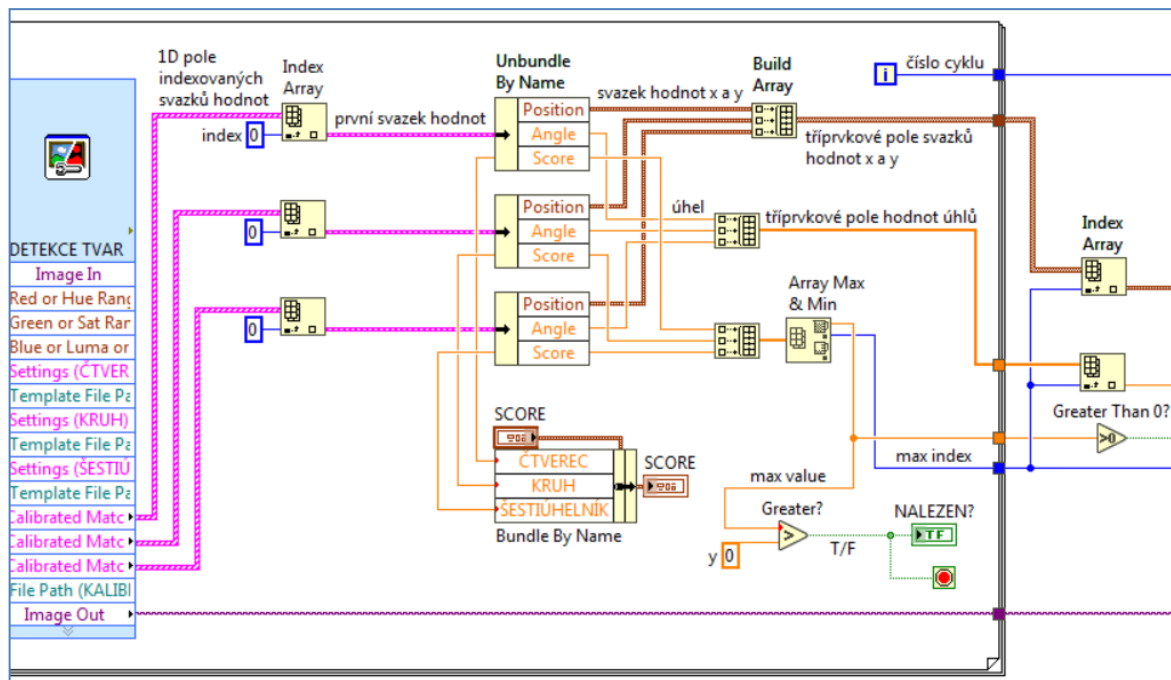 1D pole
indexovaných
svazků hodnot
Index
Array
index 0
první svazek hodnot
Unbundle
By Name
Position
Angle
Score
svazek hodnot x a y
Build
Array
i
číslo cyklu
tříprvkové pole svazků
hodnot x a y
0
Position
Angle
Score
úhel
tříprvkové pole hodnot úhlů
Index
Array
0
Position
Angle
Score
Array Max
& Min
DETEKCE TVAR
Image In
Red or Hue Rang
Green or Sat Ran
Blue or Luma or
Settings (ČTVER
Template File Pa
Settings (KRUH)
Template File Pa
Settings (ŠESTIÚ
Template File Pa
Calibrated Matc
Calibrated Matc
Calibrated Matc
File Path (KALIBI
Image Out
SCORE
ČTVEREC
KRUH
ŠESTIÚHELNÍK
SCORE
Bundle By Name
Greater Than 0?
>0
max index
max value
Greater?
>
y 0
T/F
NALEZEN?
TF